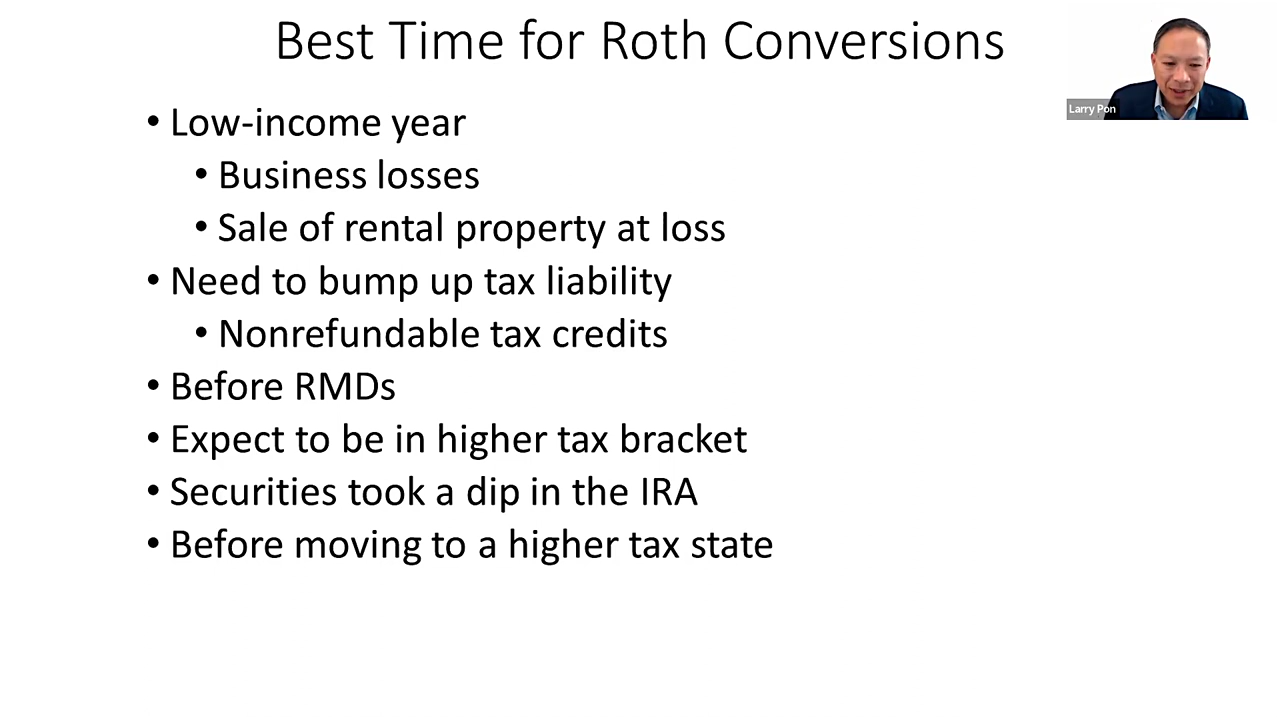 Best Time for Roth Conversions
Larry Pon
• Low-income year
• Business losses
• Sale of rental property at loss
• Need to bump up tax liability
• Nonrefundable tax credits
• Before RMDs
• Expect to be in higher tax bracket
• Securities took a dip in the IRA
• Before moving to a higher tax state